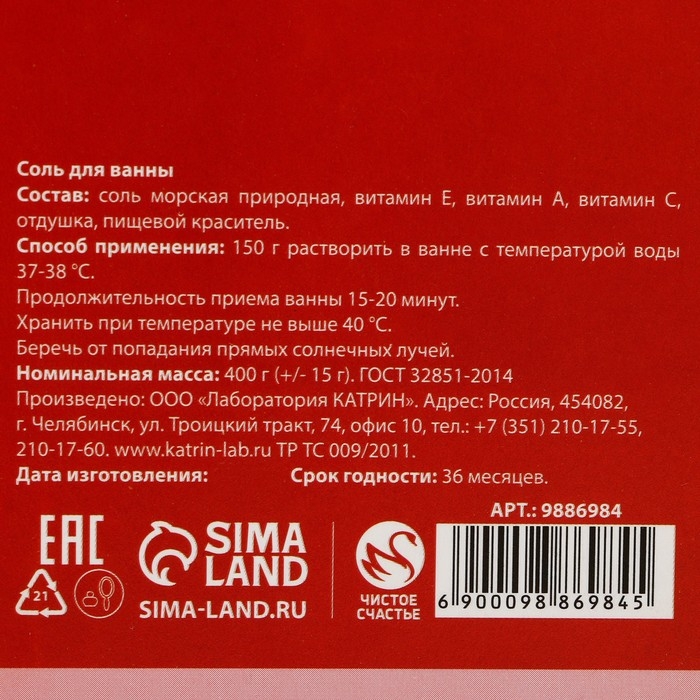 Соль для ванны
Состав: соль морская природная, витамин Е, витамин А, витамин С,
отдушка, пищевой краситель.
Способ применения: 150 г растворить в ванне с температурой воды
37-38 °С.
Продолжительность приема ванны 15-20 минут.
Хранить при температуре не выше 40 °С.
Беречь от попадания прямых солнечных лучей.
Номинальная масса: 400 г (+/- 15 г). ГОСТ 32851-2014
Произведено: ООО «Лаборатория КАТРИН». Адрес: Россия, 454082,
г. Челябинск, ул. Троицкий тракт, 74, офис 10, тел.: +7 (351) 210-17-55,
210-17-60. www.katrin-lab.ru ТР ТС 009/2011.
Дата изготовления: Срок годности: 36 месяцев.
АРТ.: 9886984
EAC
SIMA
LAND
SIMA-LAND.RU
21
ЧИСТОЕ
СЧАСТЬЕ
6 900098 869845